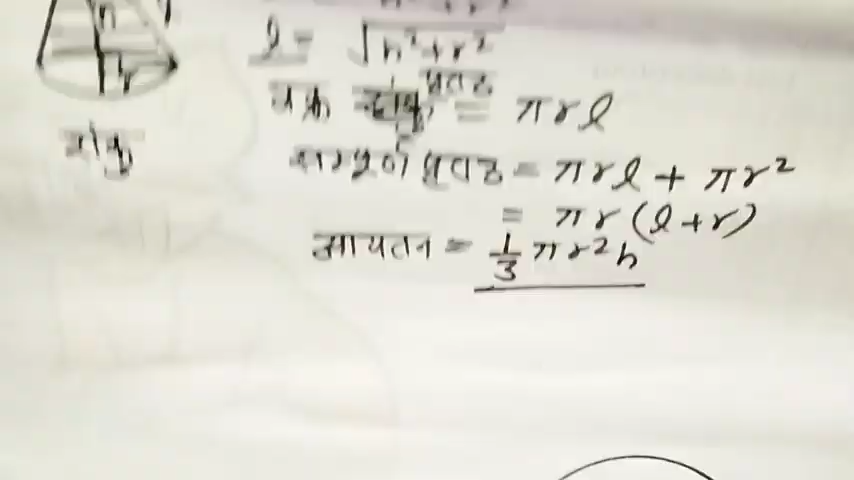 h
r
l = √h²+r²
वक्र पृष्ठ = πrl
शंकु
सम्पूर्ण पृष्ठ = πrl + πr²
= πr(l+r)
आयतन = 1/3 πr²h